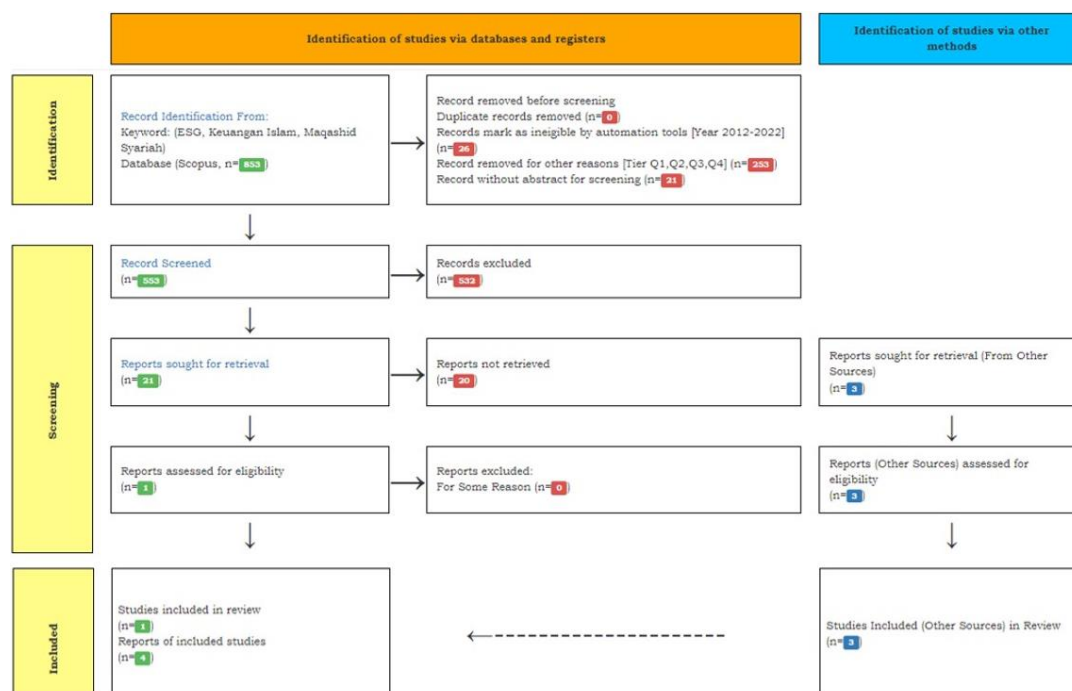 Identification of studies via databases and registers
Identification of studies via other
methods
Identification
Record Identification From:
Keyword: (ESG, Keuangan Islam, Maqashid
Syariah)
Database (Scopus, n=853)
Record removed before screening
Duplicate records removed (n=0)
Records mark as ineigible by automation tools [Year 2012-2022]
(n=26)
Record removed for other reasons [Tier Q1,Q2,Q3,Q4] (n=253)
Record without abstract for screening (n=21)
Screening
Record Screened
(n=553)
Records excluded
(n=532)
Reports sought for retrieval
(n=21)
Reports not retrieved
(n=20)
Reports sought for retrieval (From Other
Sources)
(n=3)
Reports assessed for eligibility
(n=1)
Reports excluded:
For Some Reason (n=0)
Reports (Other Sources) assessed for
eligibility
(n=3)
Included
Studies included in review
(n=1)
Reports of included studies
(n=4)
Studies Included (Other Sources) in Review
(n=3)